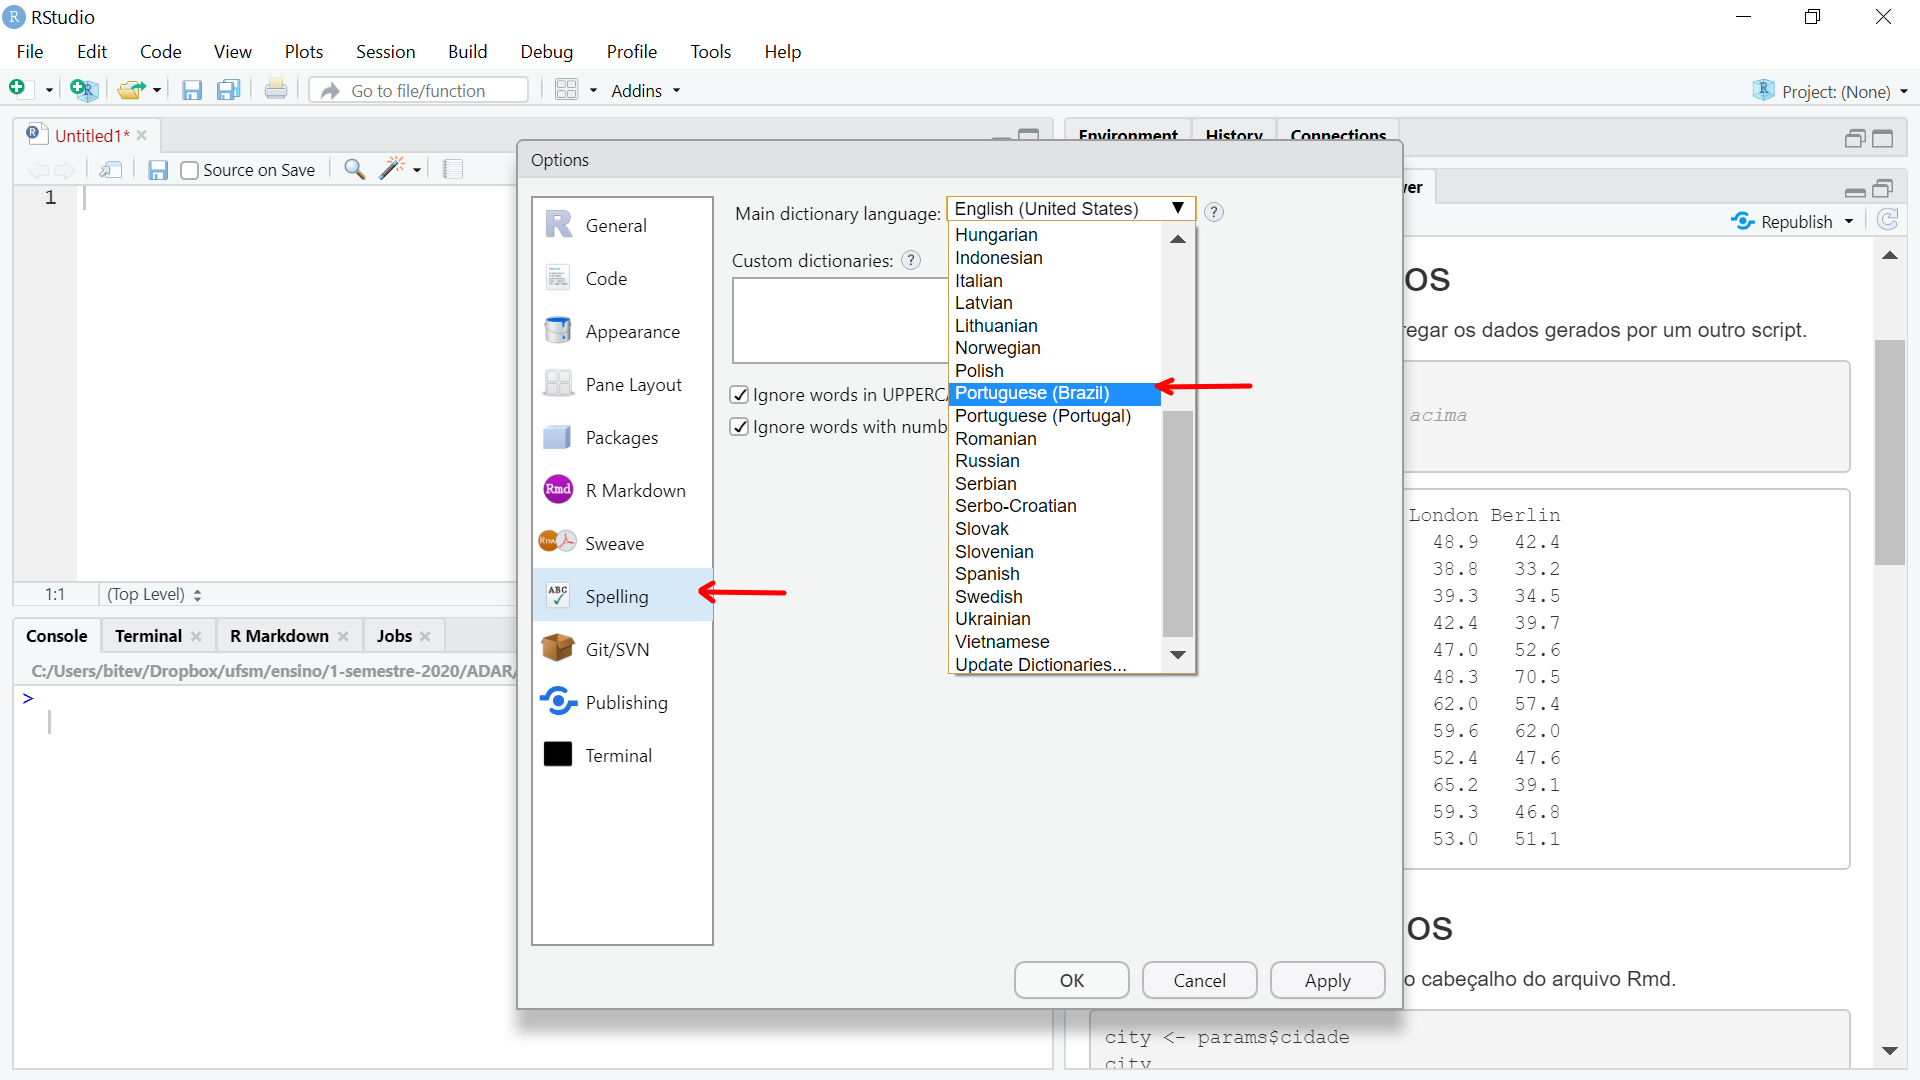 RStudio
File Edit Code View Plots Session Build Debug Profile Tools Help
Go to file/function Addins Project: (None)
Untitled1*
Source on Save
1
1:1 (Top Level)
Console Terminal R Markdown Jobs
C:/Users/bitev/Dropbox/ufsm/ensino/1-semestre-2020/ADAR/
>
Options
General
Code
Appearance
Pane Layout
Packages
Rmd R Markdown
Rnw Sweave
ABC Spelling
Git/SVN
Publishing
Terminal
Main dictionary language: English (United States) ?
Custom dictionaries: ?
Ignore words in UPPERCA
Ignore words with numb
Hungarian
Indonesian
Italian
Latvian
Lithuanian
Norwegian
Polish
Portuguese (Brazil)
Portuguese (Portugal)
Romanian
Russian
Serbian
Serbo-Croatian
Slovak
Slovenian
Spanish
Swedish
Ukrainian
Vietnamese
Update Dictionaries...
OK Cancel Apply
Environment History Connections
er
Republish
os
egar os dados gerados por um outro script.
acima
London Berlin
48.9 42.4
38.8 33.2
39.3 34.5
42.4 39.7
47.0 52.6
48.3 70.5
62.0 57.4
59.6 62.0
52.4 47.6
65.2 39.1
59.3 46.8
53.0 51.1
os
o cabeçalho do arquivo Rmd.
city <- params$cidade
city